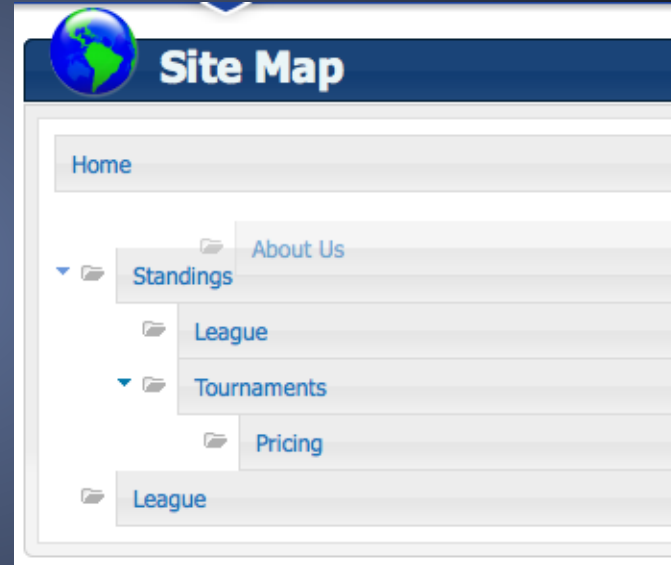 Site Map
Home
About Us
Standings
League
Tournaments
Pricing
League